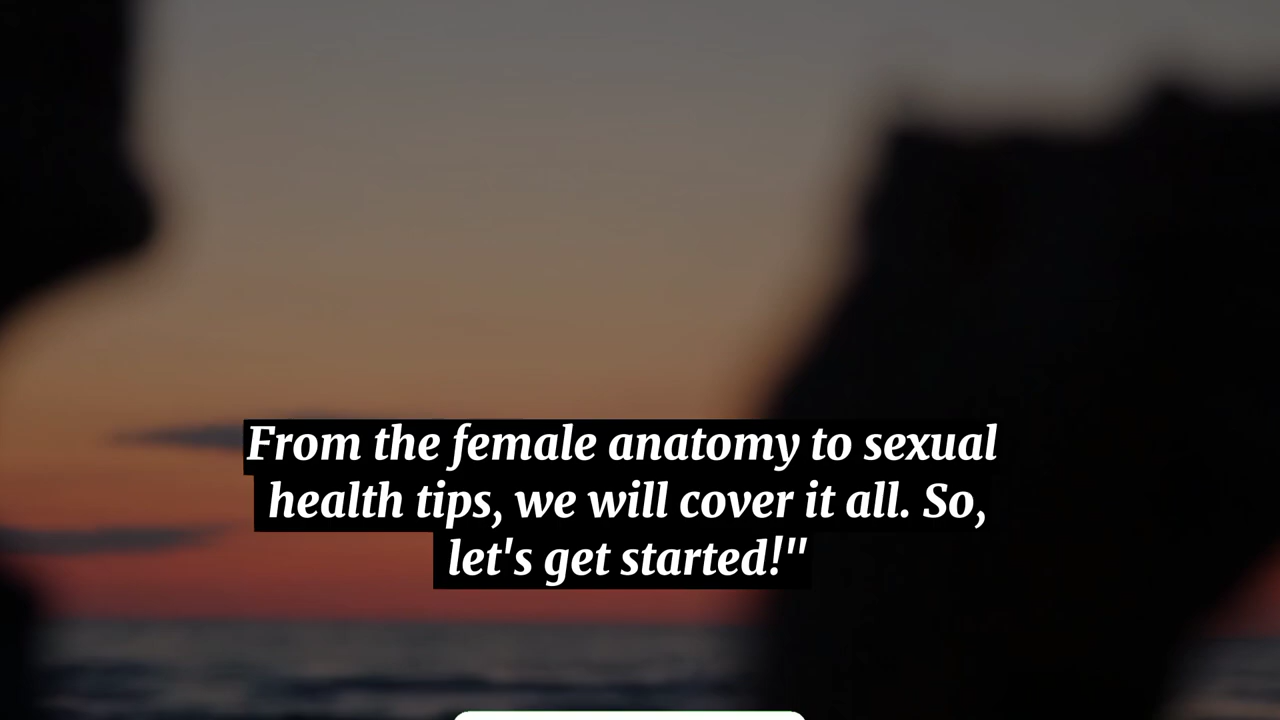 From the female anatomy to sexual
health tips, we will cover it all. So,
let's get started!"